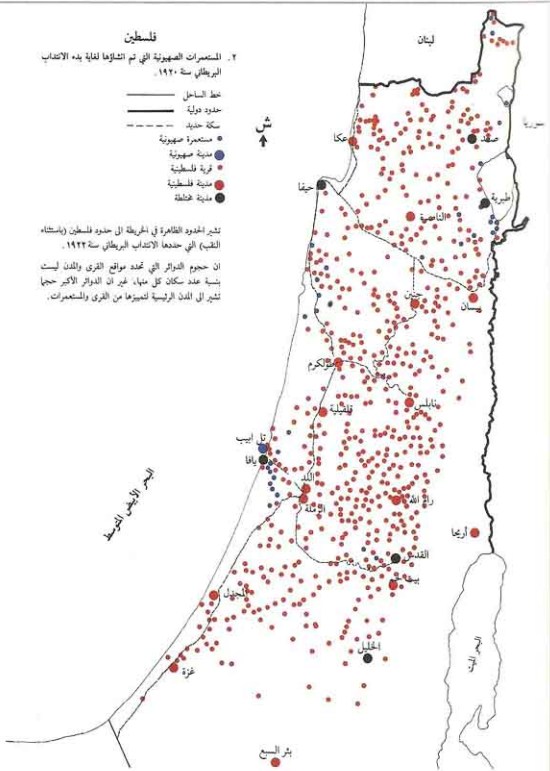 فلسطين
٢. المستعمرات الصهيونية التي تم انشاؤها لغاية بدء الانتداب
البريطاني سنة ١٩٢٠.
خط الساحل
حدود دولية
سكة حديد
مستعمرة صهيونية
مدينة صهيونية
قرية فلسطينية
مدينة فلسطينية
مدينة مختلطة
تشير الحدود الظاهرة في الخريطة الى حدود فلسطين (باستثناء
النقب) التي حددها الانتداب البريطاني سنة ١٩٢٢.
ان حجوم الدوائر التي تحدد مواقع القرى والمدن ليست
بنسبة عدد سكان كل منها، غير ان الدوائر الأكبر حجما
تشير الى المدن الرئيسية لتمييزها من القرى والمستعمرات.
ش
لبنان
سوريا
عكا
صفد
حيفا
طبرية
الناصرة
جنين
بيسان
طولكرم
نابلس
قلقيلية
تل ابيب
يافا
اللد
الرملة
رام الله
أريحا
القدس
بيت لحم
المجدل
الخليل
غزة
بئر السبع
البحر الأبيض المتوسط
البحر الميت